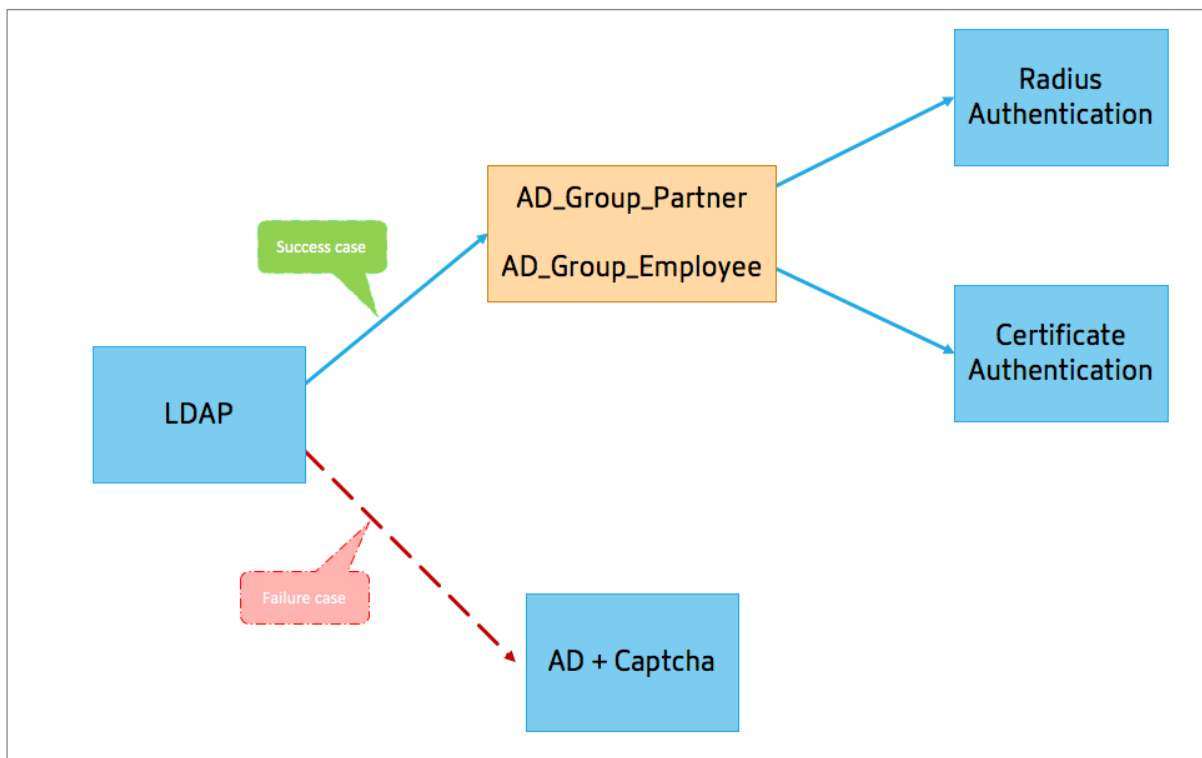 Radius
Authentication
AD_Group_Partner
AD_Group_Employee
Success case
Certificate
Authentication
LDAP
Failure case
AD + Captcha